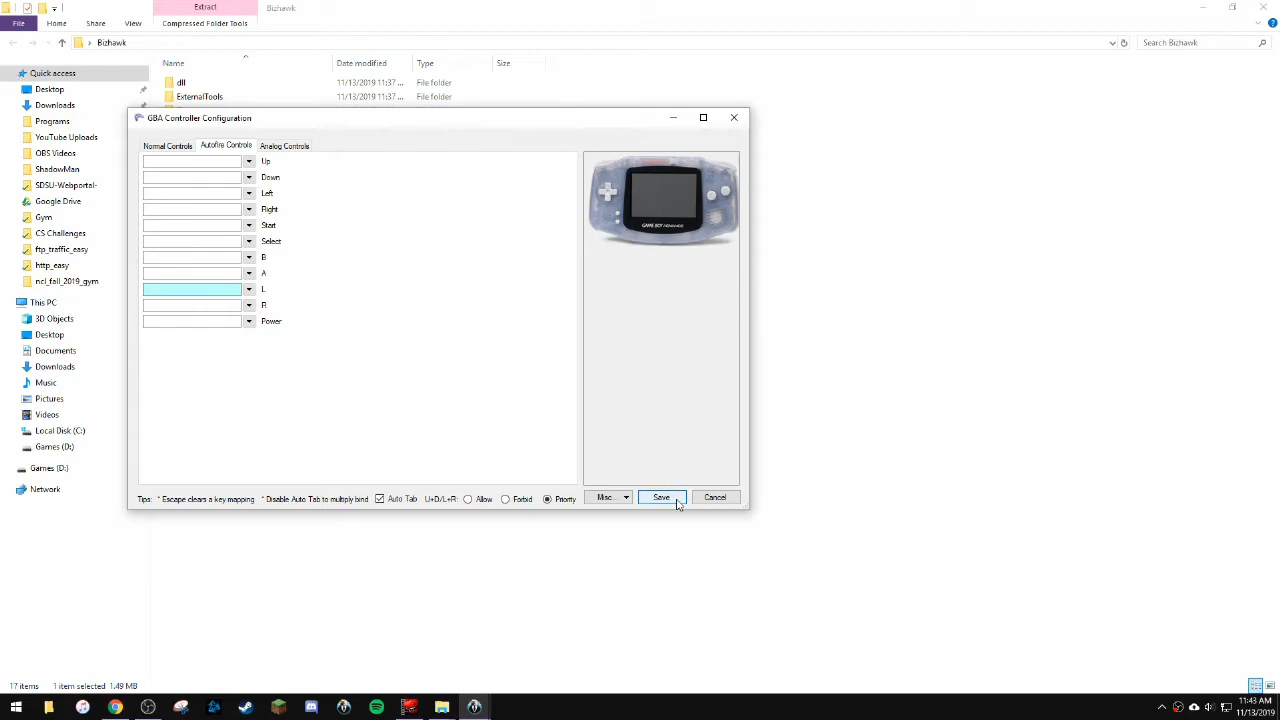 Extract
Bizhawk
File
Home
Share
View
Compressed Folder Tools
Bizhawk
Search Bizhawk
Name
Date modified
Type
Size
Quick access
Desktop
Downloads
Programs
YouTube Uploads
OBS Videos
ShadowMan
SDSU-Webportal-
Google Drive
Gym
CS Challenges
ftp_traffic_easy
http_easy
ncl_fall_2019_gym
This PC
3D Objects
Desktop
Documents
Downloads
Music
Pictures
Videos
Local Disk (C:)
Games (D:)
Games (D:)
Network
dll 11/13/2019 11:37 ... File folder
ExternalTools 11/13/2019 11:37 ... File folder
GBA Controller Configuration
Normal Controls
Autofire Controls
Analog Controls
Up
Down
Left
Right
Start
Select
B
A
L
R
Power
GAME BOY ADVANCE
Tips: * Escape clears a key mapping * Disable Auto Tab to multiply bind
Auto Tab
U+D/L+R:
Allow
Forbid
Priority
Misc...
Save
Cancel
17 items
1 item selected 1.49 MB
11:43 AM
11/13/2019